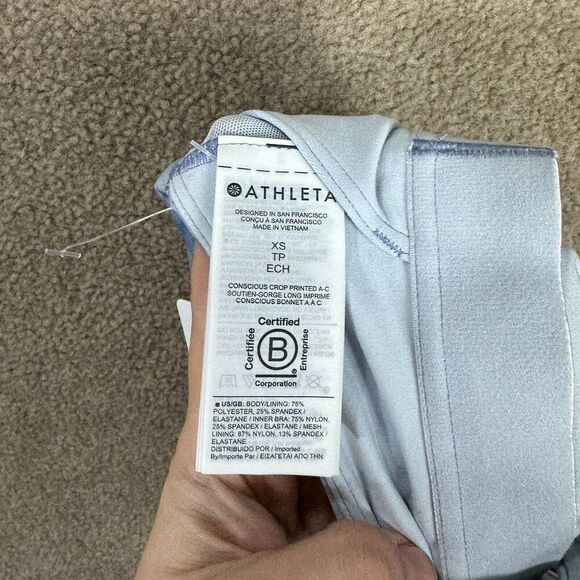 ATHLETA
DESIGNED IN SAN FRANCISCO
CONÇU À SAN FRANCISCO
MADE IN VIETNAM
XS
TP
ECH
CONSCIOUS CROP PRINTED A-C
SOUTIEN-GORGE LONG IMPRIMÉ
CONSCIOUS BONNET A À C
Certified
Certifiée
B
Entreprise
®
Corporation
■ US/GB: BODY/LINING: 75%
POLYESTER, 25% SPANDEX /
ELASTANE / INNER BRA: 75% NYLON,
25% SPANDEX / ELASTANE / MESH
LINING: 87% NYLON, 13% SPANDEX /
ELASTANE
DISTRIBUIDO POR / Imported
By/Importe Par / ΕΙΣΑΓΕΤΑΙ ΑΠΟ ΤΗΝ